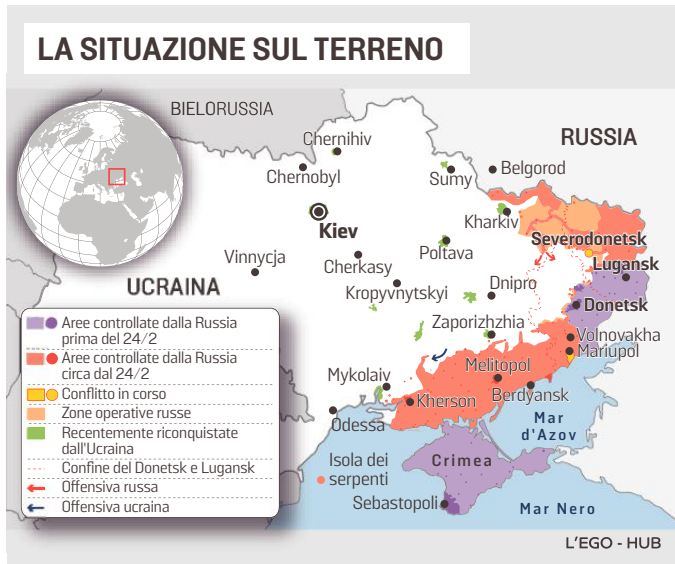 LA SITUAZIONE SUL TERRENO
BIELORUSSIA
RUSSIA
Chernihiv
Chernobyl
Sumy
Belgorod
Kiev
Kharkiv
Severodonetsk
Vinnycja
Cherkasy
Poltava
Lugansk
UCRAINA
Kropyvnytskyi
Dnipro
Donetsk
Zaporizhzhia
Volnovakha
Mariupol
Mykolaiv
Melitopol
Kherson
Berdyansk
Odessa
Mar
d'Azov
Isola dei
serpenti
Crimea
Sebastopoli
Mar Nero
Aree controllate dalla Russia
prima del 24/2
Aree controllate dalla Russia
circa dal 24/2
Conflitto in corso
Zone operative russe
Recentemente riconquistate
dall'Ucraina
Confine del Donetsk e Lugansk
Offensiva russa
Offensiva ucraina
L'EGO - HUB